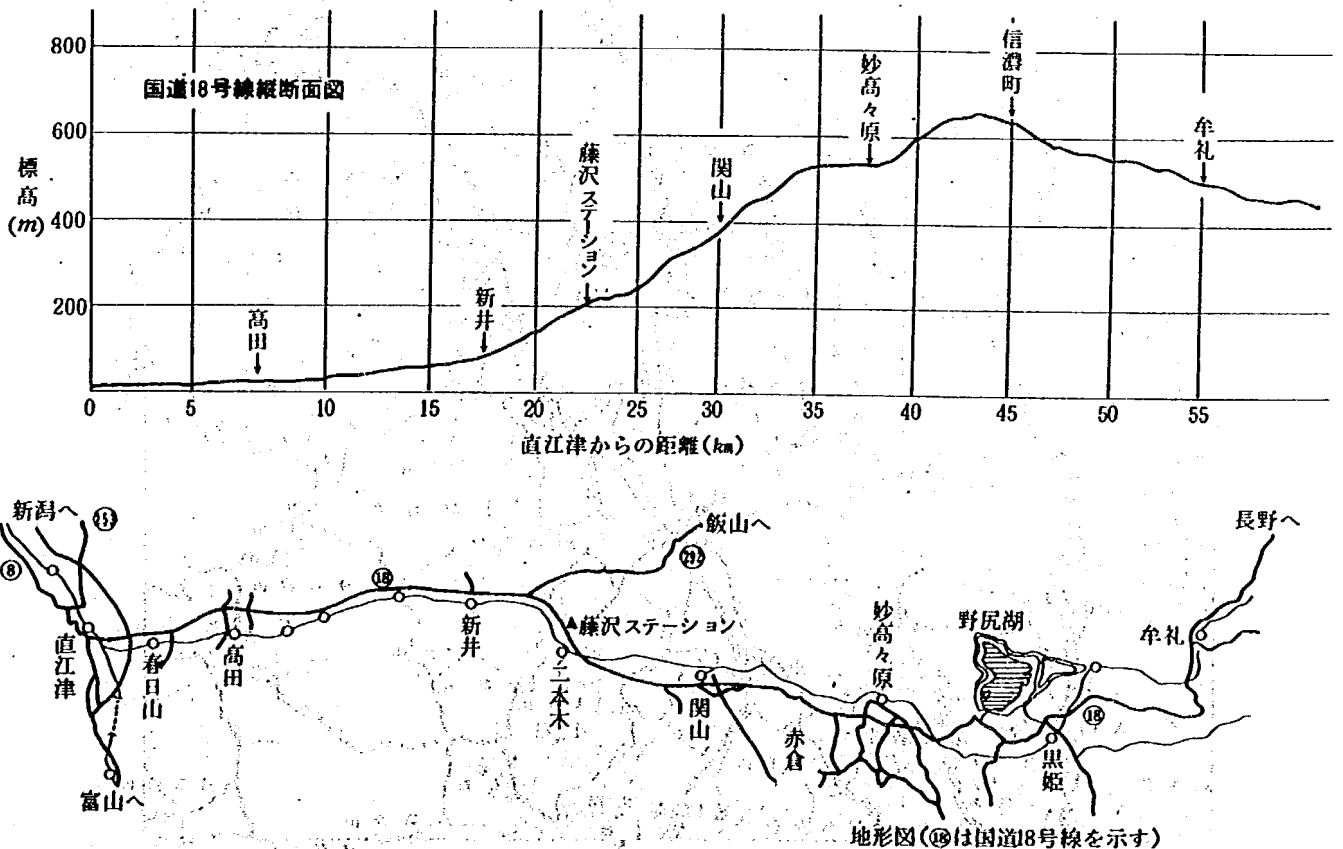 国道18号線縦断面図
標高(m)
800
600
400
200
高田
新井
藤沢ステーション
関山
妙高々原
信濃町
牟礼
0 5 10 15 20 25 30 35 40 45 50 55
直江津からの距離(km)
新潟へ
⑧
直江津
富山へ
春日山
高田
⑱
新井
飯山へ
292
▲藤沢ステーション
二本木
関山
赤倉
妙高々原
野尻湖
黒姫
⑱
牟礼
長野へ
地形図(⑱は国道18号線を示す)